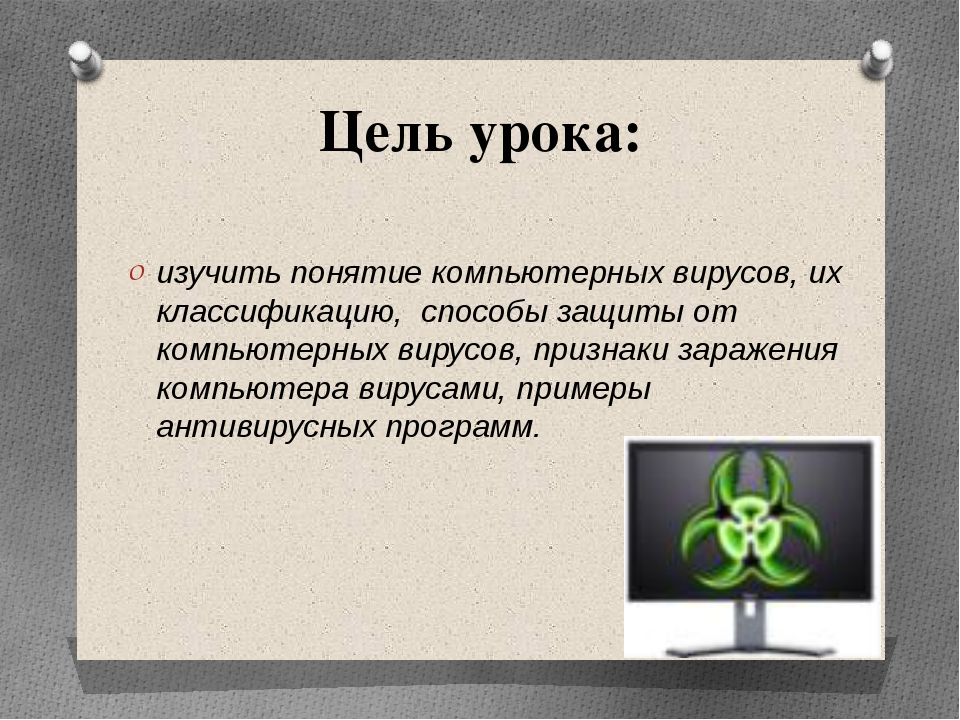 Цель урока:
изучить понятие компьютерных вирусов, их
классификацию, способы защиты от
компьютерных вирусов, признаки заражения
компьютера вирусами, примеры
антивирусных программ.